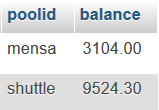 poolid balance
mensa 3104.00
shuttle 9524.30